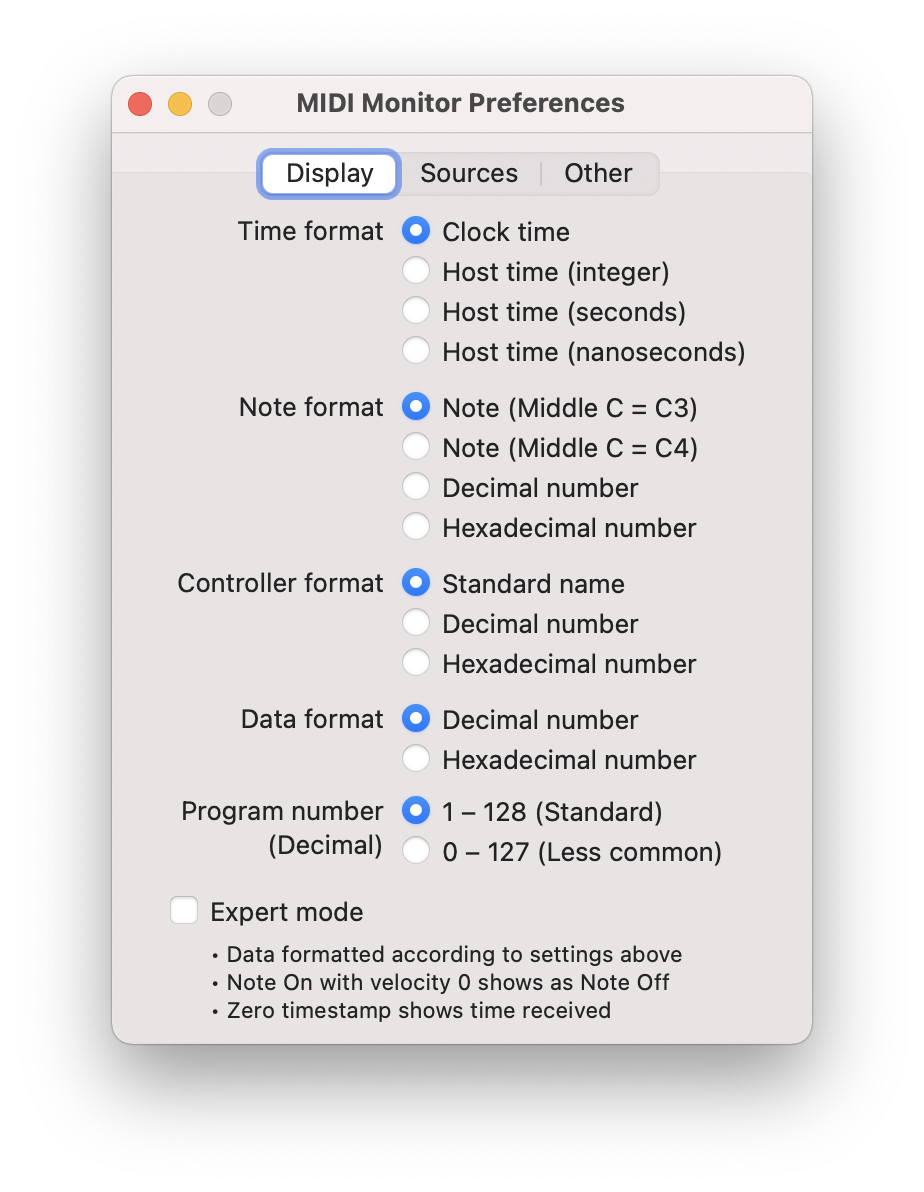 MIDI Monitor Preferences
Display Sources Other
Time format Clock time
Host time (integer)
Host time (seconds)
Host time (nanoseconds)
Note format Note (Middle C = C3)
Note (Middle C = C4)
Decimal number
Hexadecimal number
Controller format Standard name
Decimal number
Hexadecimal number
Data format Decimal number
Hexadecimal number
Program number 1 – 128 (Standard)
(Decimal) 0 – 127 (Less common)
Expert mode
• Data formatted according to settings above
• Note On with velocity 0 shows as Note Off
• Zero timestamp shows time received